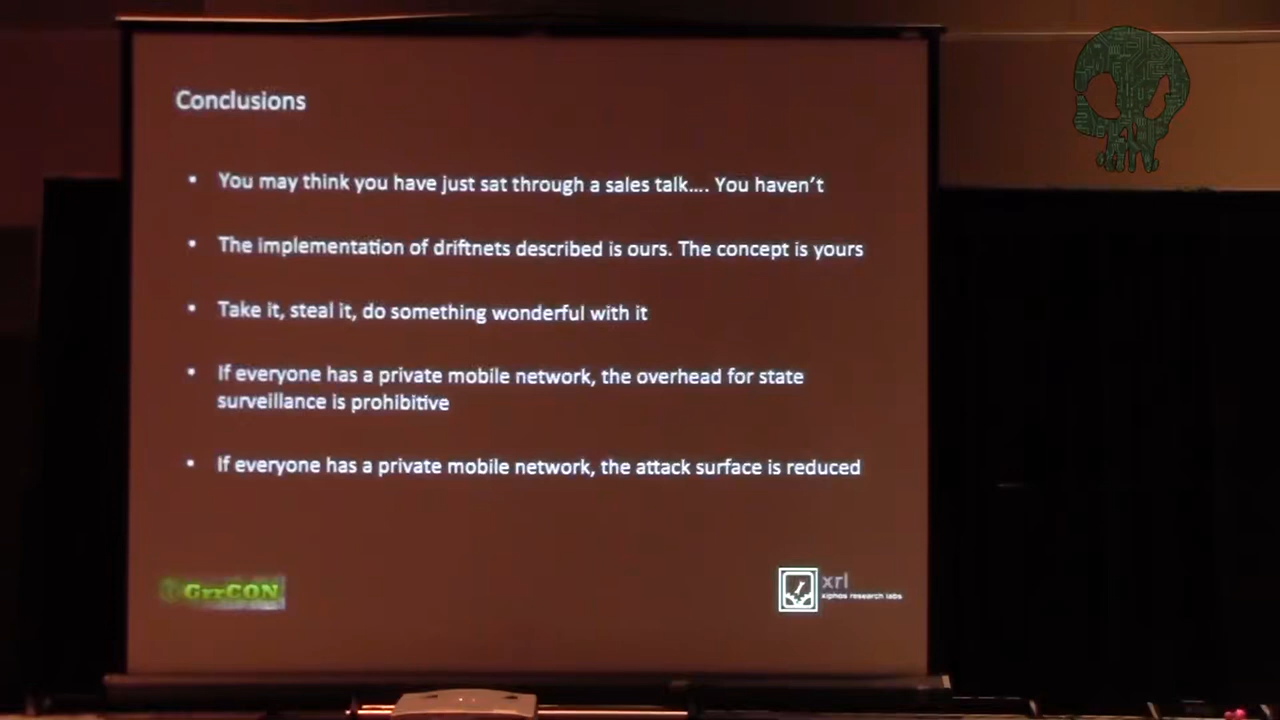 Conclusions
▪ You may think you have just sat through a sales talk…. You haven't
▪ The implementation of driftnets described is ours. The concept is yours
▪ Take it, steal it, do something wonderful with it
▪ If everyone has a private mobile network, the overhead for state
surveillance is prohibitive
▪ If everyone has a private mobile network, the attack surface is reduced
GrrCON
xrl
xiphos research labs